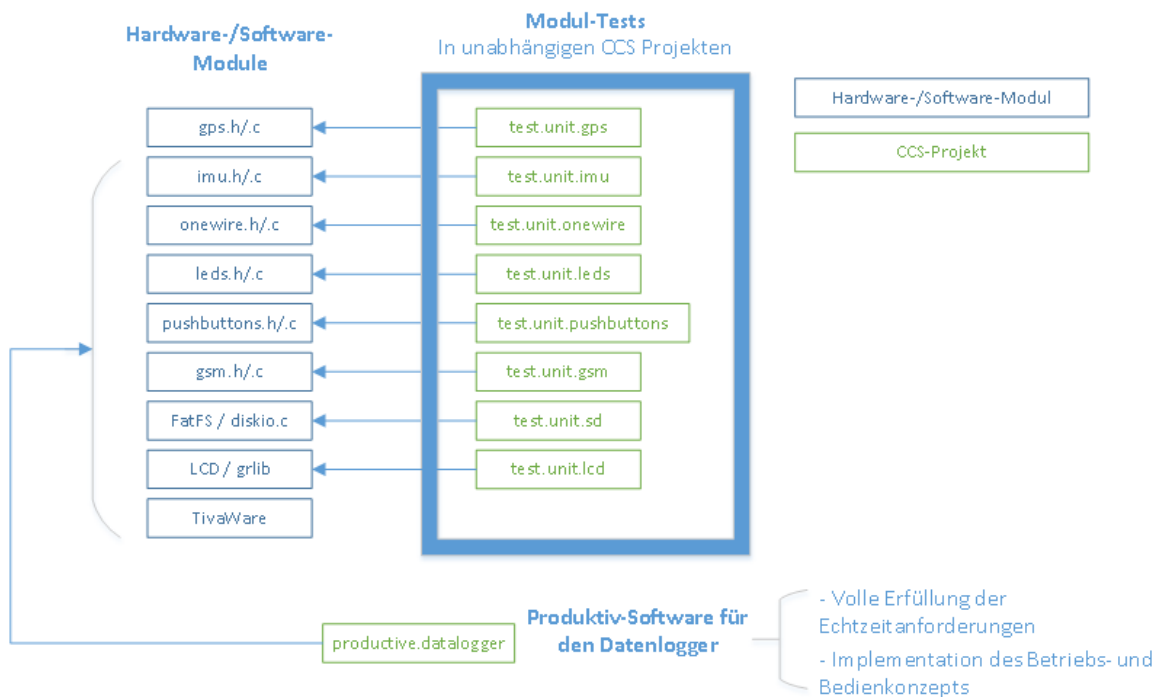 Hardware-/Software-
Module
Modul-Tests
In unabhängigen CCS Projekten
gps.h/.c
test.unit.gps
imu.h/.c
test.unit.imu
onewire.h/.c
test.unit.onewire
leds.h/.c
test.unit.leds
pushbuttons.h/.c
test.unit.pushbuttons
gsm.h/.c
test.unit.gsm
FatFS / diskio.c
test.unit.sd
LCD / grlib
test.unit.lcd
TivaWare
Hardware-/Software-Modul
CCS-Projekt
productive.datalogger
Produktiv-Software für
den Datenlogger
- Volle Erfüllung der
Echtzeitanforderungen
- Implementation des Betriebs- und
Bedienkonzepts